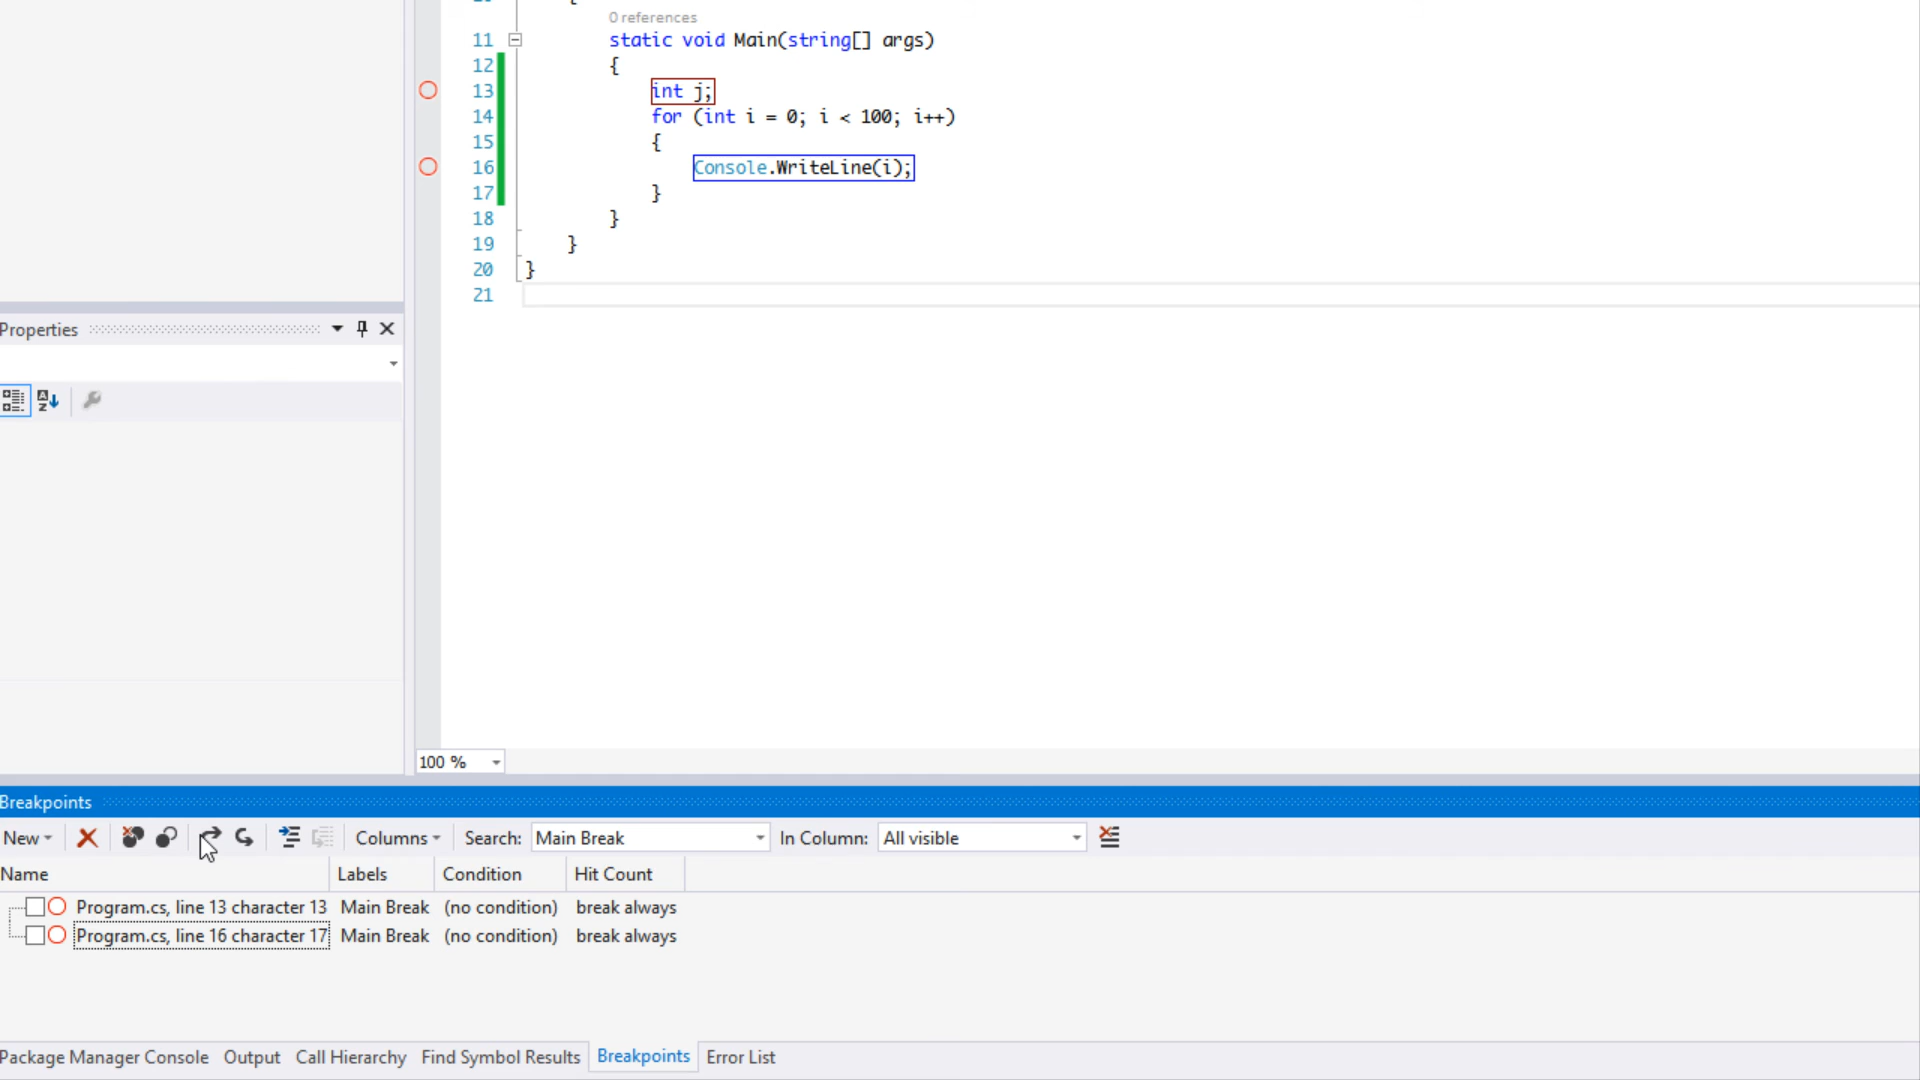 0 references
11 static void Main(string[] args)
12 {
13 int j;
14 for (int i = 0; i < 100; i++)
15 {
16 Console.WriteLine(i);
17 }
18 }
19 }
20 }
21
Properties
100 %
Breakpoints
New Columns Search: Main Break In Column: All visible
Name Labels Condition Hit Count
Program.cs, line 13 character 13 Main Break (no condition) break always
Program.cs, line 16 character 17 Main Break (no condition) break always
Package Manager Console Output Call Hierarchy Find Symbol Results Breakpoints Error List